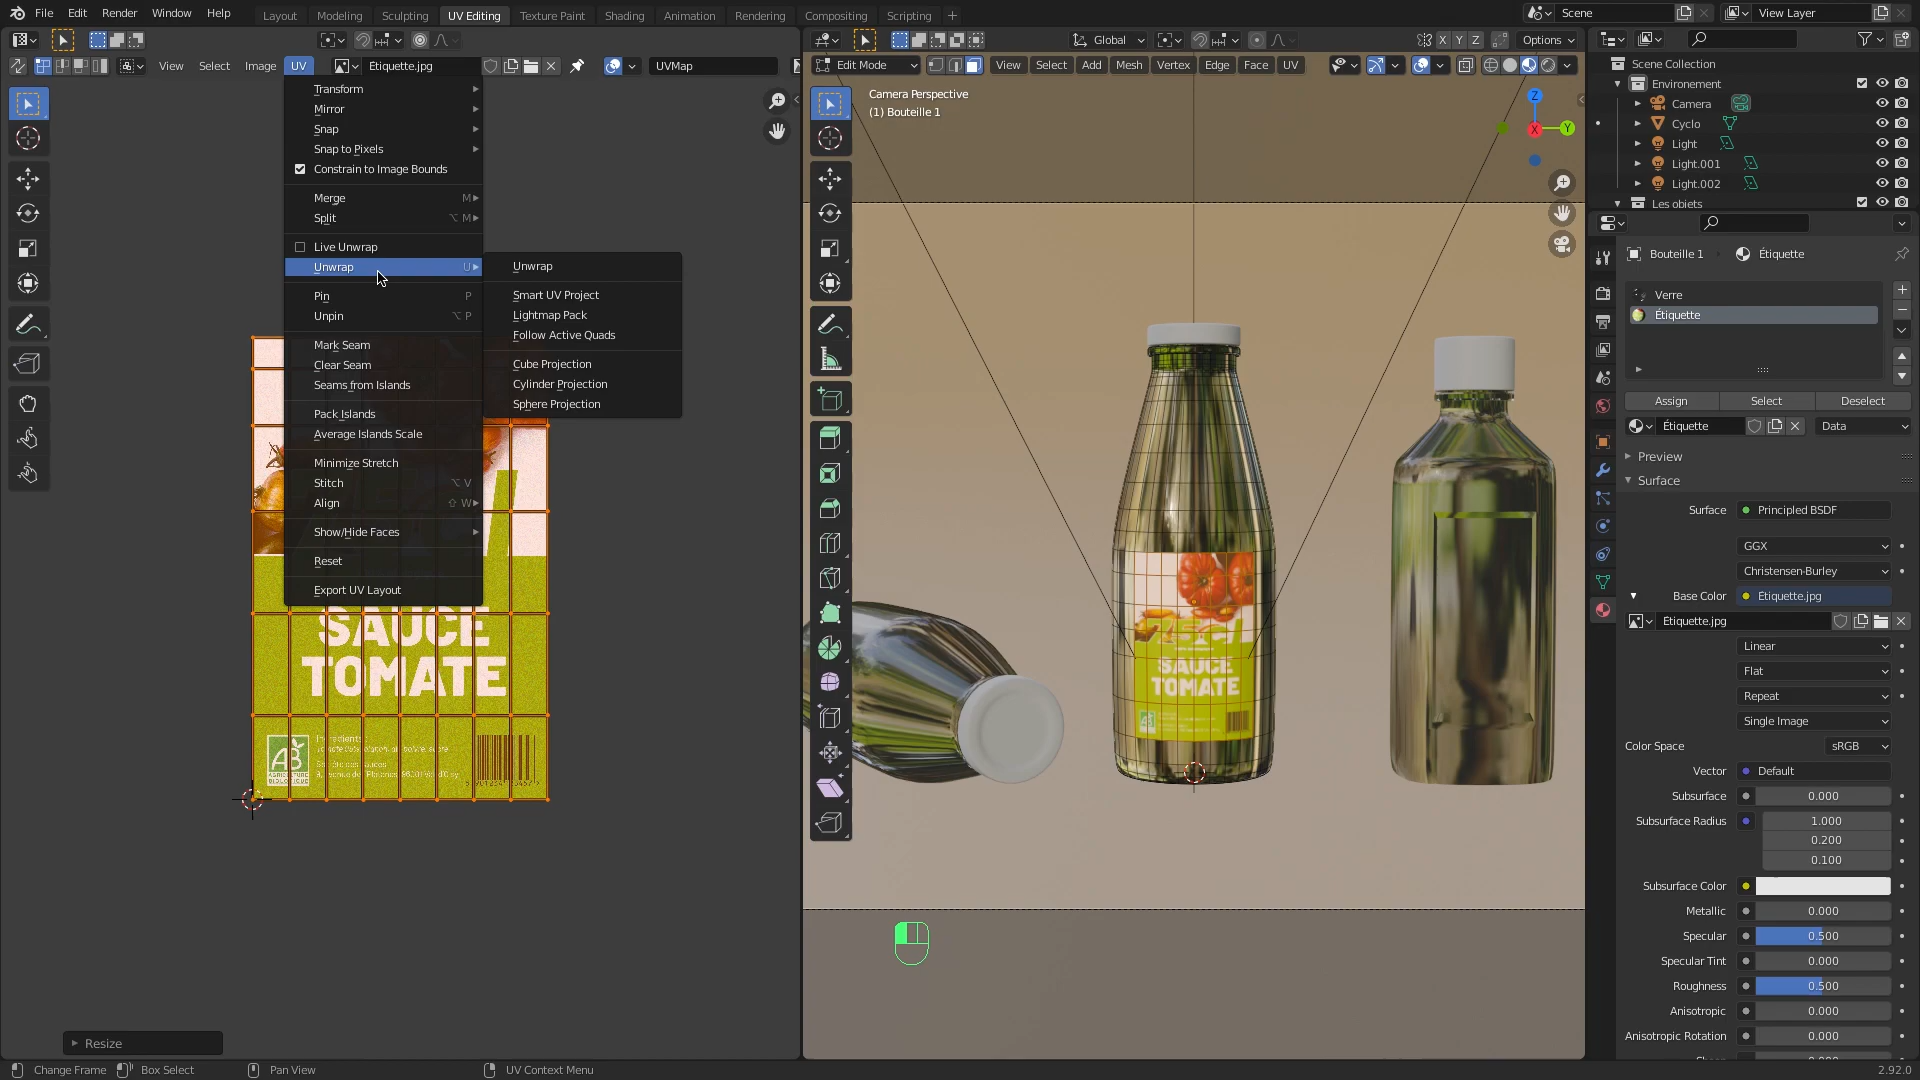 File Edit Render Window Help
Layout Modeling Sculpting UV Editing Texture Paint Shading Animation Rendering Compositing Scripting +
Scene
View Layer
View Select Image UV
Étiquette.jpg
UVMap
Transform
Mirror
Snap
Snap to Pixels
Constrain to Image Bounds
Merge M
Split ⌥ M
Live Unwrap
Unwrap U
Pin P
Unpin ⌥ P
Mark Seam
Clear Seam
Seams from Islands
Pack Islands
Average Islands Scale
Minimize Stretch
Stitch ⌥ V
Align ⇧ W
Show/Hide Faces
Reset
Export UV Layout
Unwrap
Smart UV Project
Lightmap Pack
Follow Active Quads
Cube Projection
Cylinder Projection
Sphere Projection
SAUCE
TOMATE
AB
AGRICULTURE
BIOLOGIQUE
Resize
Global
X Y Z
Options
Edit Mode
View Select Add Mesh Vertex Edge Face UV
Camera Perspective
(1) Bouteille 1
Z
X
Y
SAUCE
TOMATE
Scene Collection
Environement
Camera
Cyclo
Light
Light.001
Light.002
Les objets
Bouteille 1
Étiquette
Verre
Étiquette
Assign Select Deselect
Étiquette
Data
Preview
Surface
Surface Principled BSDF
GGX
Christensen-Burley
Base Color Étiquette.jpg
Étiquette.jpg
Linear
Flat
Repeat
Single Image
Color Space sRGB
Vector Default
Subsurface 0.000
Subsurface Radius 1.000
0.200
0.100
Subsurface Color
Metallic 0.000
Specular 0.500
Specular Tint 0.000
Roughness 0.500
Anisotropic 0.000
Anisotropic Rotation 0.000
Change Frame Box Select Pan View UV Context Menu
2.92.0